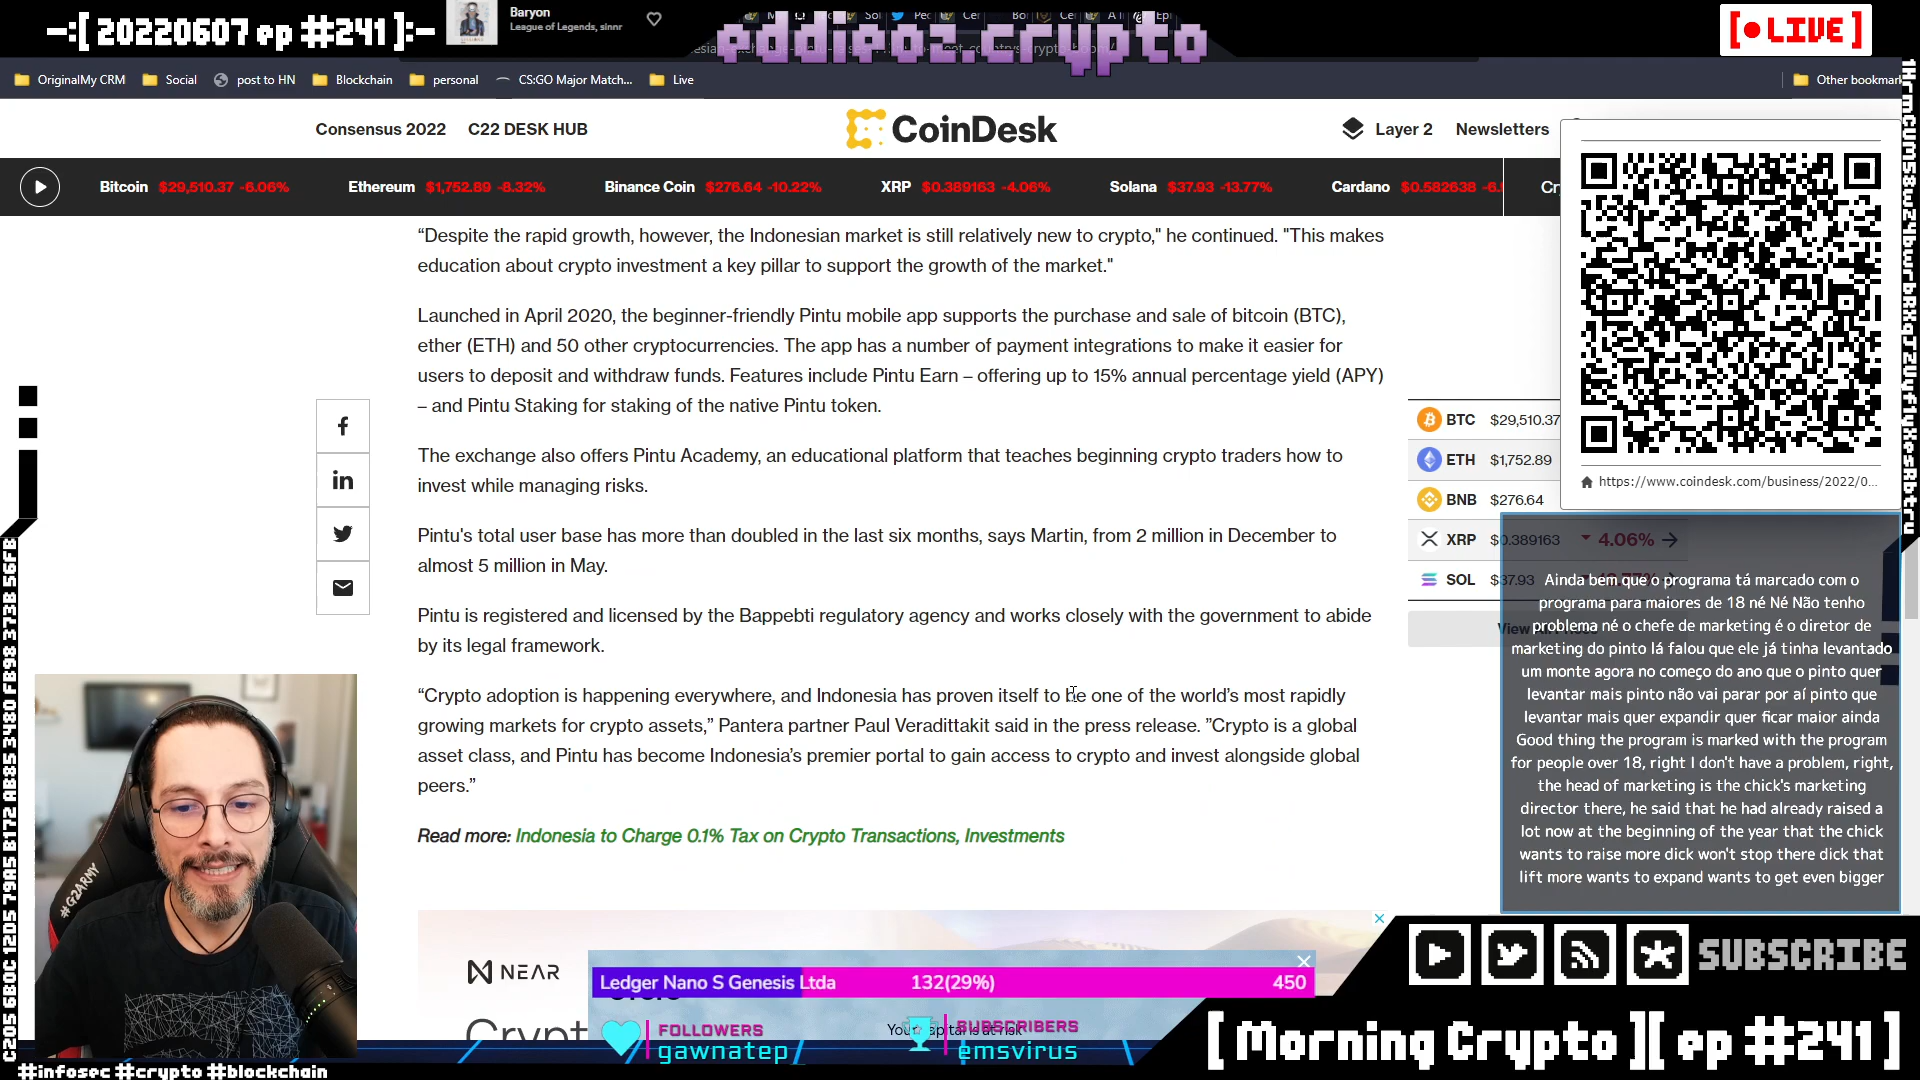 -:[ 20220607 ep #241 ]:-
Baryon
League of Legends, sinnr
eddieoz.crypto
[ LIVE ]
OriginalMy CRM
Social
post to HN
Blockchain
personal
CS:GO Major Match...
Live
Other bookmark
Consensus 2022
C22 DESK HUB
CoinDesk
Layer 2
Newsletters
Bitcoin $29,510.37 -6.06%
Ethereum $1,752.89 -8.32%
Binance Coin $276.64 -10.22%
XRP $0.389163 -4.06%
Solana $37.93 -13.77%
Cardano $0.582638
“Despite the rapid growth, however, the Indonesian market is still relatively new to crypto," he continued. "This makes
education about crypto investment a key pillar to support the growth of the market."
Launched in April 2020, the beginner-friendly Pintu mobile app supports the purchase and sale of bitcoin (BTC),
ether (ETH) and 50 other cryptocurrencies. The app has a number of payment integrations to make it easier for
users to deposit and withdraw funds. Features include Pintu Earn – offering up to 15% annual percentage yield (APY)
– and Pintu Staking for staking of the native Pintu token.
The exchange also offers Pintu Academy, an educational platform that teaches beginning crypto traders how to
invest while managing risks.
Pintu's total user base has more than doubled in the last six months, says Martin, from 2 million in December to
almost 5 million in May.
Pintu is registered and licensed by the Bappebti regulatory agency and works closely with the government to abide
by its legal framework.
“Crypto adoption is happening everywhere, and Indonesia has proven itself to be one of the world’s most rapidly
growing markets for crypto assets,” Pantera partner Paul Veradittakit said in the press release. ”Crypto is a global
asset class, and Pintu has become Indonesia’s premier portal to gain access to crypto and invest alongside global
peers.”
Read more: Indonesia to Charge 0.1% Tax on Crypto Transactions, Investments
BTC $29,510.37
ETH $1,752.89
BNB $276.64
XRP $0.389163 4.06%
SOL $37.93
https://www.coindesk.com/business/2022/0...
Ainda bem que o programa tá marcado com o
programa para maiores de 18 né Né Não tenho
problema né o chefe de marketing é o diretor de
marketing do pinto lá falou que ele já tinha levantado
um monte agora no começo do ano que o pinto quer
levantar mais pinto não vai parar por aí pinto que
levantar mais quer expandir quer ficar maior ainda
Good thing the program is marked with the program
for people over 18, right I don't have a problem, right,
the head of marketing is the chick's marketing
director there, he said that he had already raised a
lot now at the beginning of the year that the chick
wants to raise more dick won't stop there dick that
lift more wants to expand wants to get even bigger
#G2ARMY
NEAR
Crypt
Ledger Nano S Genesis Ltda 132(29%) 450
FOLLOWERS
gawnatep
SUBSCRIBERS
emsvirus
SUBSCRIBE
[ Morning Crypto ][ ep #241 ]
#infosec #crypto #blockchain
C205 6B0C 12D5 79A5 B172 AB85 3480 FB98 373B 56FB